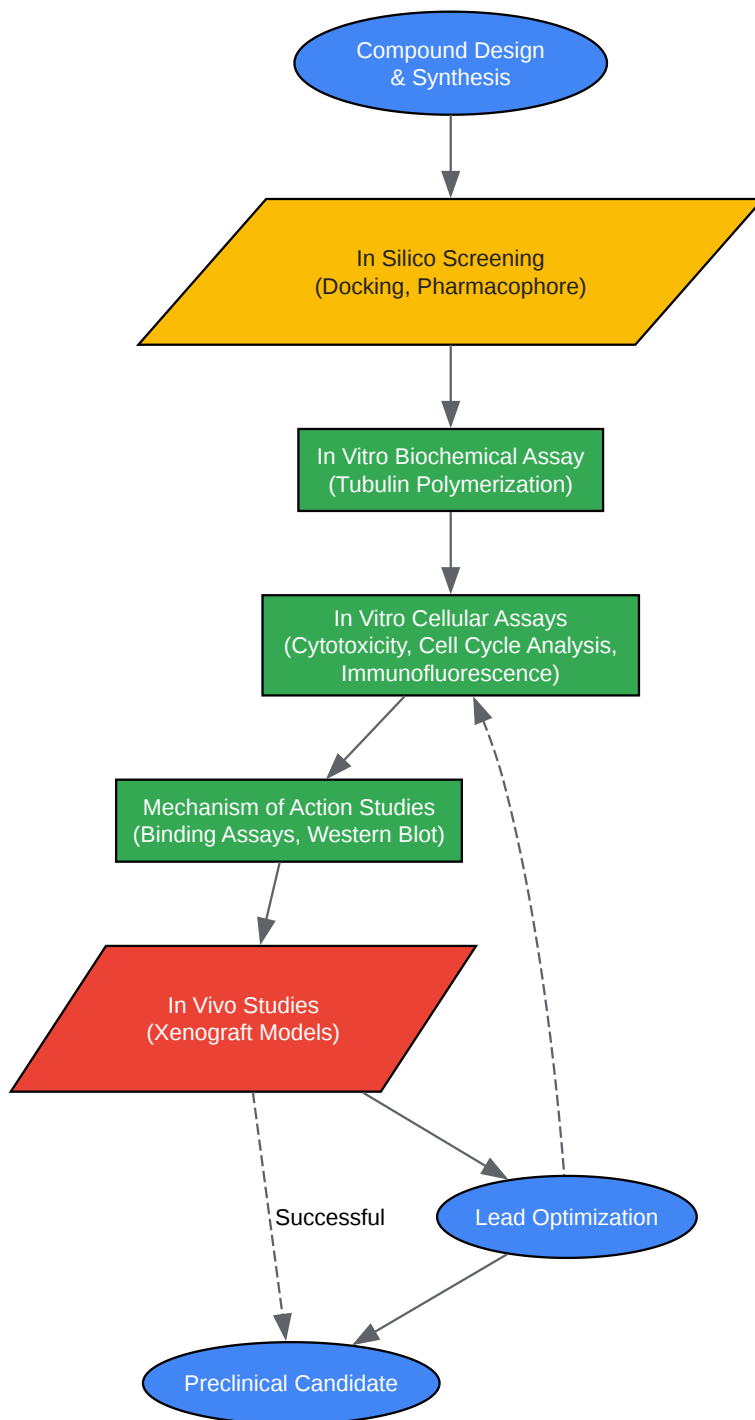 Compound Design
& Synthesis
In Silico Screening
(Docking, Pharmacophore)
In Vitro Biochemical Assay
(Tubulin Polymerization)
In Vitro Cellular Assays
(Cytotoxicity, Cell Cycle Analysis,
Immunofluorescence)
Mechanism of Action Studies
(Binding Assays, Western Blot)
In Vivo Studies
(Xenograft Models)
Successful
Lead Optimization
Preclinical Candidate